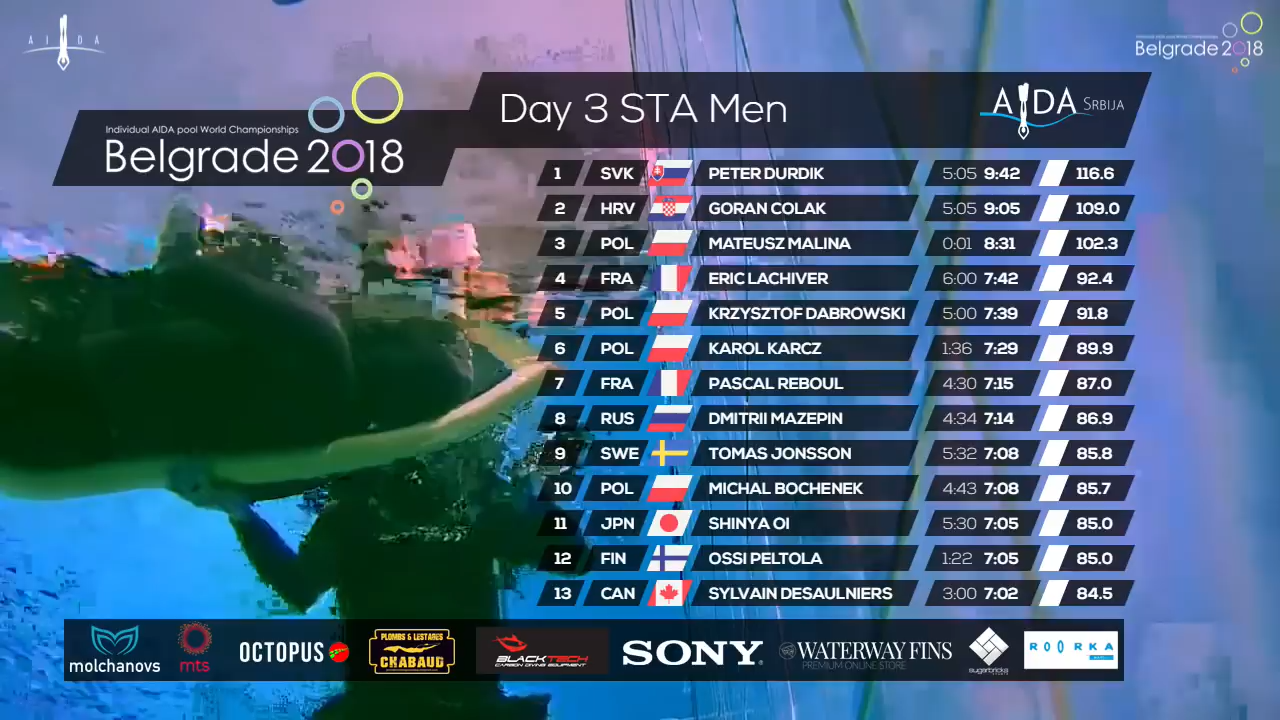 AIDA
Belgrade 2018
Individual AIDA pool World Championships
Belgrade 2018
Day 3 STA Men
AIDA SRBIJA
1 SVK PETER DURDIK 5:05 9:42 116.6
2 HRV GORAN COLAK 5:05 9:05 109.0
3 POL MATEUSZ MALINA 0:01 8:31 102.3
4 FRA ERIC LACHIVER 6:00 7:42 92.4
5 POL KRZYSZTOF DABROWSKI 5:00 7:39 91.8
6 POL KAROL KARCZ 1:36 7:29 89.9
7 FRA PASCAL REBOUL 4:30 7:15 87.0
8 RUS DMITRII MAZEPIN 4:34 7:14 86.9
9 SWE TOMAS JONSSON 5:32 7:08 85.8
10 POL MICHAL BOCHENEK 4:43 7:08 85.7
11 JPN SHINYA OI 5:30 7:05 85.0
12 FIN OSSI PELTOLA 1:22 7:05 85.0
13 CAN SYLVAIN DESAULNIERS 3:00 7:02 84.5
molchanovs
mts
OCTOPUS
PLOMBS & LESTAGES
CHABAUD
BLACKTECH
CARBON DIVING EQUIPMENT
SONY
WATERWAY FINS
PREMIUM ONLINE STORE
sugarbricks
ROORKA